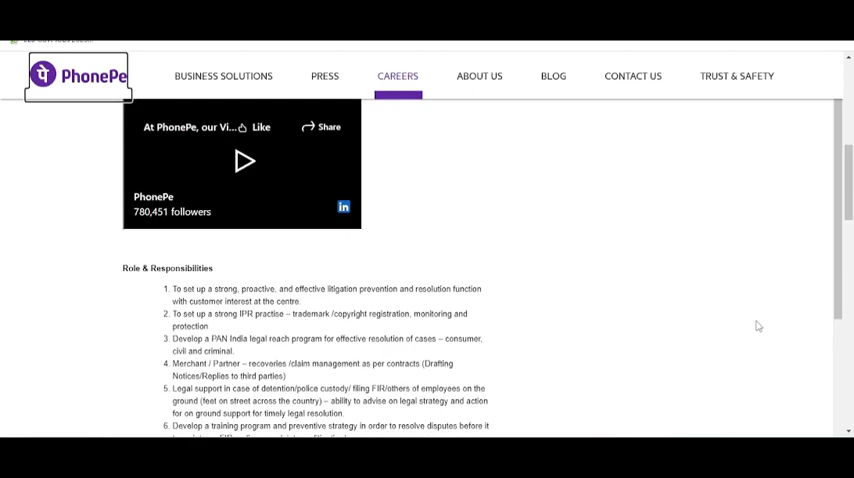 PhonePe
BUSINESS SOLUTIONS
PRESS
CAREERS
ABOUT US
BLOG
CONTACT US
TRUST & SAFETY
At PhonePe, our Vi...
Like
Share
PhonePe
780,451 followers
in
Role & Responsibilities
1. To set up a strong, proactive, and effective litigation prevention and resolution function
with customer interest at the centre.
2. To set up a strong IPR practise – trademark /copyright registration, monitoring and
protection
3. Develop a PAN India legal reach program for effective resolution of cases – consumer,
civil and criminal.
4. Merchant / Partner – recoveries /claim management as per contracts (Drafting
Notices/Replies to third parties)
5. Legal support in case of detention/police custody/ filing FIR/others of employees on the
ground (feet on street across the country) – ability to advise on legal strategy and action
for on ground support for timely legal resolution.
6. Develop a training program and preventive strategy in order to resolve disputes before it